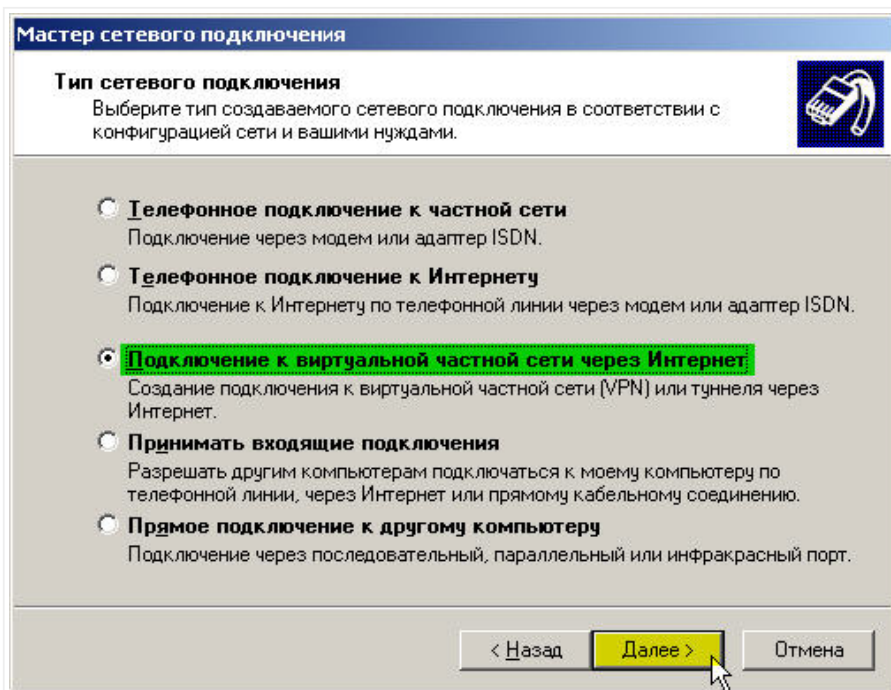 Мастер сетевого подключения
Тип сетевого подключения
Выберите тип создаваемого сетевого подключения в соответствии с
конфигурацией сети и вашими нуждами.
Телефонное подключение к частной сети
Подключение через модем или адаптер ISDN.
Телефонное подключение к Интернету
Подключение к Интернету по телефонной линии через модем или адаптер ISDN.
Подключение к виртуальной частной сети через Интернет
Создание подключения к виртуальной частной сети (VPN) или туннеля через
Интернет.
Принимать входящие подключения
Разрешать другим компьютерам подключаться к моему компьютеру по
телефонной линии, через Интернет или прямому кабельному соединению.
Прямое подключение к другому компьютеру
Подключение через последовательный, параллельный или инфракрасный порт.
< Назад Далее > Отмена